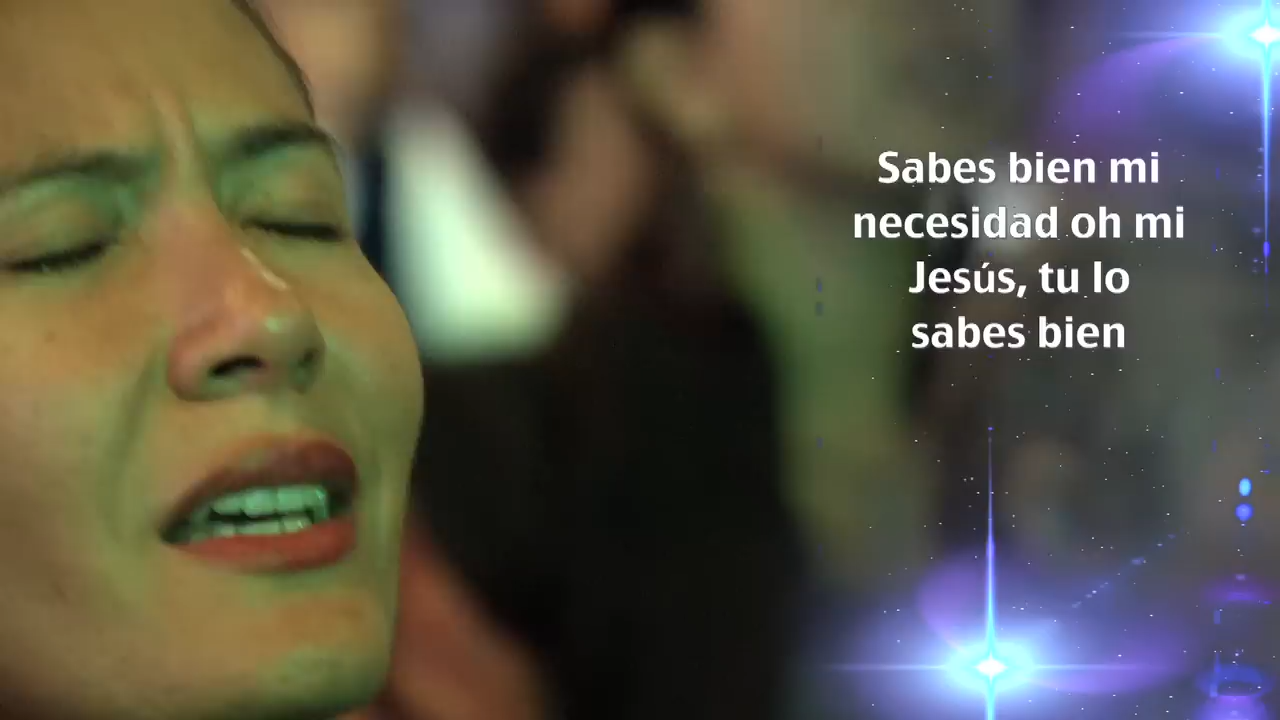 Sabes bien mi
necesidad oh mi
Jesús, tu lo
sabes bien